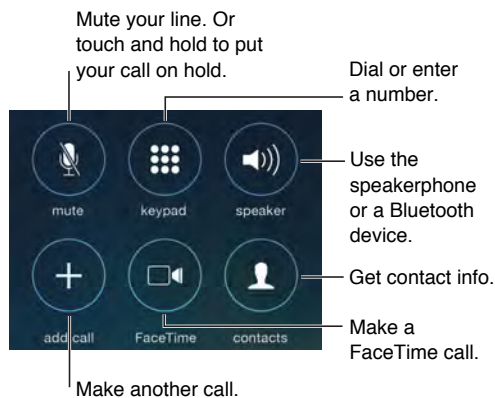 Mute your line. Or
touch and hold to put
your call on hold.
Dial or enter
a number.
mute
keypad
speaker
Use the
speakerphone
or a Bluetooth
device.
Get contact info.
add call
FaceTime
contacts
Make a
FaceTime call.
Make another call.